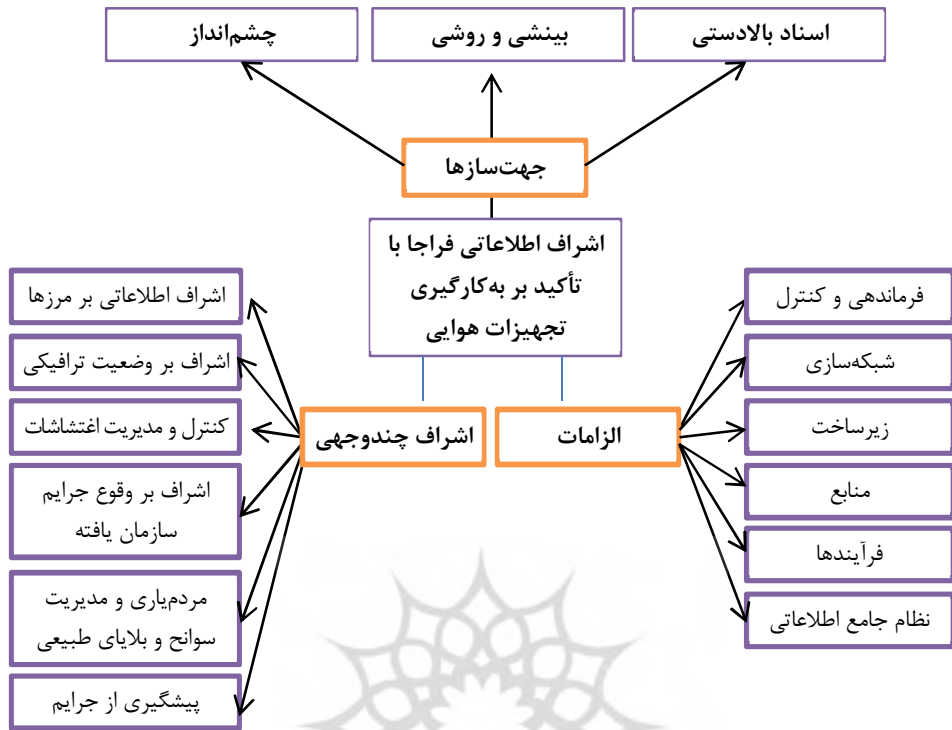 اسناد بالادستی
بینشی و روشی
چشم‌انداز
جهت‌سازها
اشراف اطلاعاتی فراجا با
تأکید بر به‌کارگیری
تجهیزات هوایی
الزامات
اشراف چندوجهی
فرماندهی و کنترل
شبکه‌سازی
زیرساخت
منابع
فرآیندها
نظام جامع اطلاعاتی
اشراف اطلاعاتی بر مرزها
اشراف بر وضعیت ترافیکی
کنترل و مدیریت اغتشاشات
اشراف بر وقوع جرایم
سازمان یافته
مردم‌یاری و مدیریت
سوانح و بلایای طبیعی
پیشگیری از جرایم